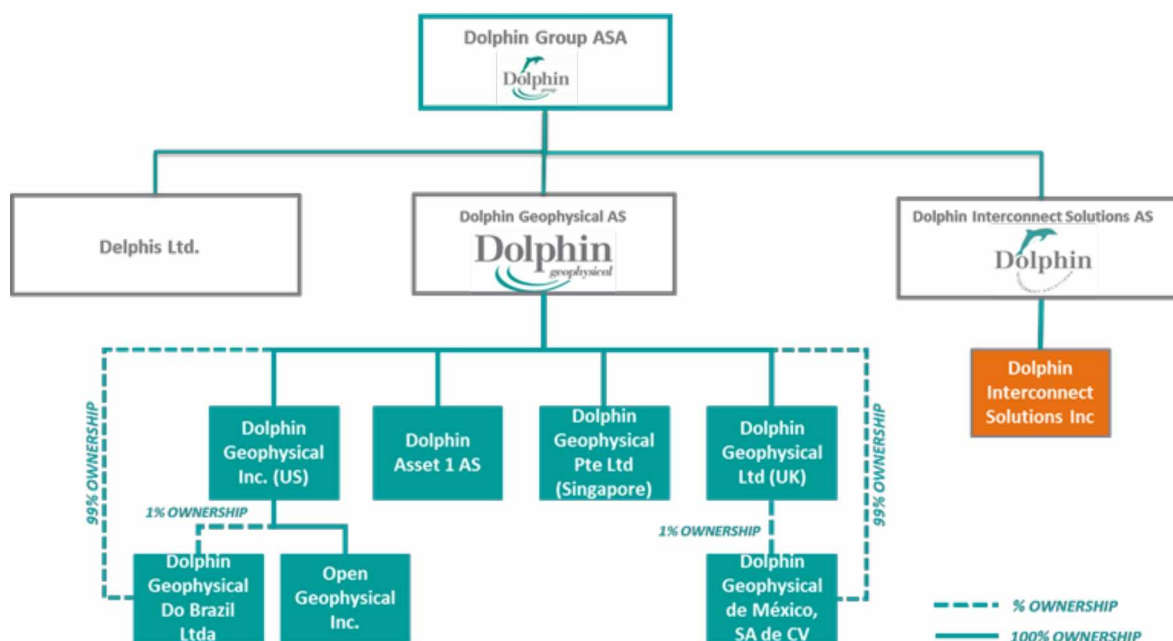 Dolphin Group ASA
Dolphin
group
Delphis Ltd.
Dolphin Geophysical AS
Dolphin
geophysical
Dolphin Interconnect Solutions AS
Dolphin
INTERCONNECT SOLUTIONS
99% OWNERSHIP
Dolphin
Geophysical
Inc. (US)
Dolphin
Asset 1 AS
Dolphin
Geophysical
Pte Ltd
(Singapore)
Dolphin
Geophysical
Ltd (UK)
99% OWNERSHIP
Dolphin
Interconnect
Solutions Inc
1% OWNERSHIP
1% OWNERSHIP
Dolphin
Geophysical
Do Brazil
Ltda
Open
Geophysical
Inc.
Dolphin
Geophysical
de México,
SA de CV
% OWNERSHIP
100% OWNERSHIP